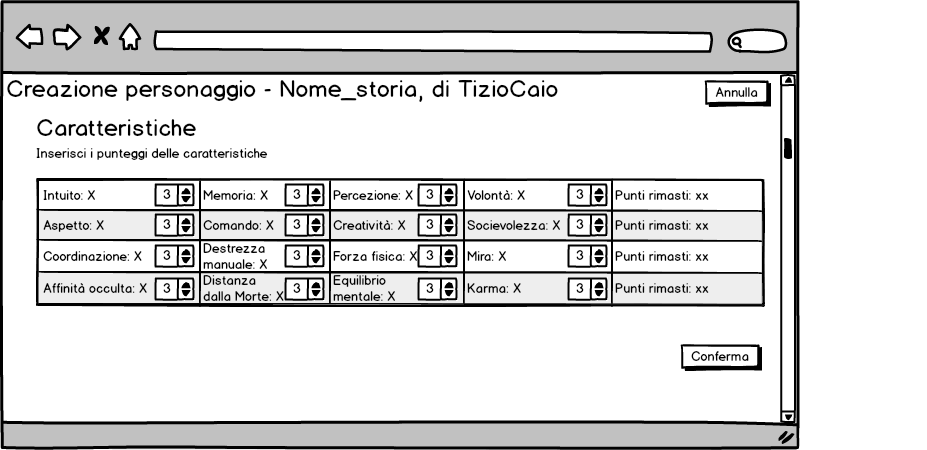 Creazione personaggio - Nome_storia, di TizioCaio
Annulla
Caratteristiche
Inserisci i punteggi delle caratteristiche
Intuito: X 3 Memoria: X 3 Percezione: X 3 Volontà: X 3 Punti rimasti: xx
Aspetto: X 3 Comando: X 3 Creatività: X 3 Socievolezza: X 3 Punti rimasti: xx
Coordinazione: X 3 Destrezza manuale: X 3 Forza fisica: X 3 Mira: X 3 Punti rimasti: xx
Affinità occulta: X 3 Distanza dalla Morte: X 3 Equilibrio mentale: X 3 Karma: X 3 Punti rimasti: xx
Conferma